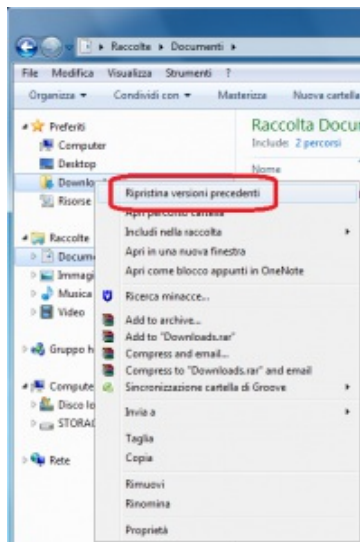 Raccolte ▸ Documenti ▸
File Modifica Visualizza Strumenti ?
Organizza Condividi con Masterizza Nuova cartella
Preferiti
Computer
Desktop
Downlo
Risorse
Raccolte
Docum
Immagi
Musica
Video
Gruppo h
Compute
Disco lo
STORAG
Rete
Raccolta Docu
Include: 2 percorsi
Nome
Ripristina versioni precedenti
Apri percorso cartella
Includi nella raccolta
Apri in una nuova finestra
Apri come blocco appunti in OneNote
Ricerca minacce...
Add to archive...
Add to "Downloads.rar"
Compress and email...
Compress to "Downloads.rar" and email
Sincronizzazione cartella di Groove
Invia a
Taglia
Copia
Rimuovi
Rinomina
Proprietà